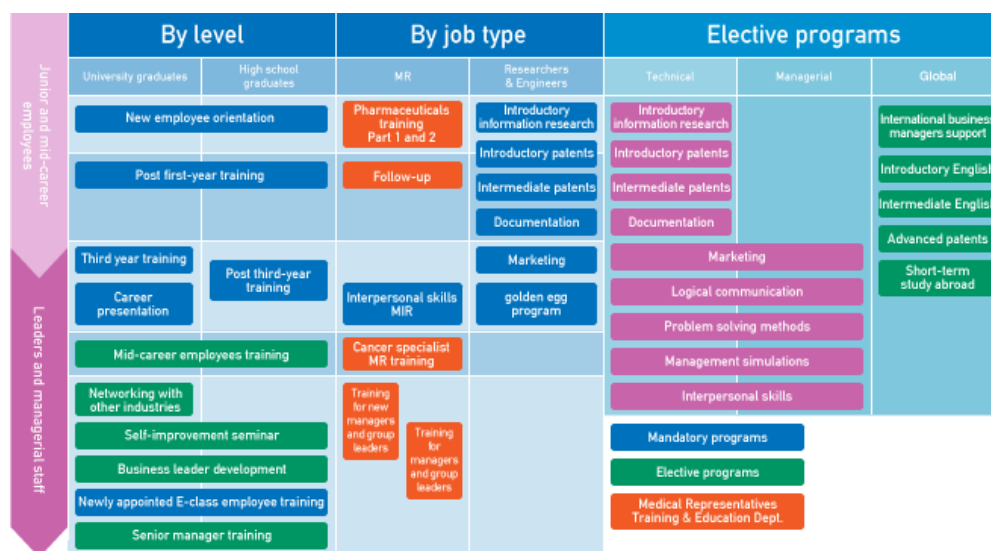 By level
By job type
Elective programs
University graduates
High school
graduates
MR
Researchers
& Engineers
Technical
Managerial
Global
Junior and mid-career
employees
Leaders and managerial staff
New employee orientation
Post first-year training
Third year training
Career
presentation
Post third-year
training
Mid-career employees training
Networking with
other industries
Self-improvement seminar
Business leader development
Newly appointed E-class employee training
Senior manager training
Pharmaceuticals
training
Part 1 and 2
Follow-up
Interpersonal skills
MIR
Cancer specialist
MR training
Training
for new
managers
and group
leaders
Training
for
managers
and group
leaders
Introductory
information research
Introductory patents
Intermediate patents
Documentation
Marketing
golden egg
program
Introductory
information research
Introductory patents
Intermediate patents
Documentation
Marketing
Logical communication
Problem solving methods
Management simulations
Interpersonal skills
International business
managers support
Introductory English
Intermediate English
Advanced patents
Short-term
study abroad
Mandatory programs
Elective programs
Medical Representatives
Training & Education Dept.